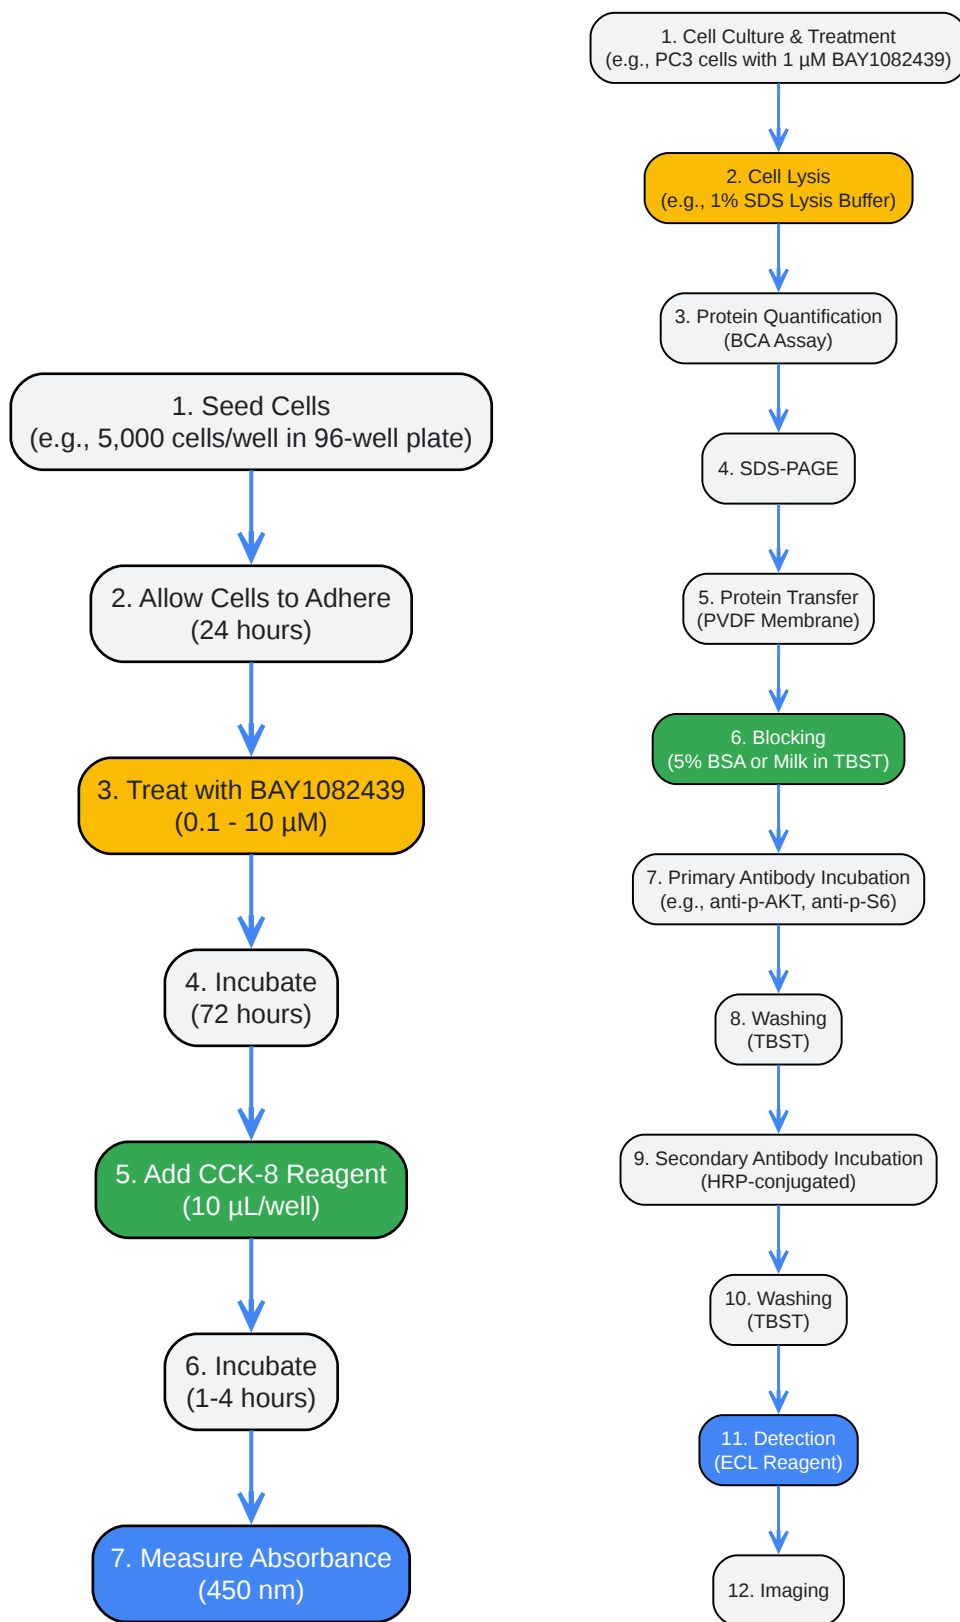 1. Seed Cells
(e.g., 5,000 cells/well in 96-well plate)
2. Allow Cells to Adhere
(24 hours)
3. Treat with BAY1082439
(0.1 - 10 µM)
4. Incubate
(72 hours)
5. Add CCK-8 Reagent
(10 µL/well)
6. Incubate
(1-4 hours)
7. Measure Absorbance
(450 nm)
1. Cell Culture & Treatment
(e.g., PC3 cells with 1 µM BAY1082439)
2. Cell Lysis
(e.g., 1% SDS Lysis Buffer)
3. Protein Quantification
(BCA Assay)
4. SDS-PAGE
5. Protein Transfer
(PVDF Membrane)
6. Blocking
(5% BSA or Milk in TBST)
7. Primary Antibody Incubation
(e.g., anti-p-AKT, anti-p-S6)
8. Washing
(TBST)
9. Secondary Antibody Incubation
(HRP-conjugated)
10. Washing
(TBST)
11. Detection
(ECL Reagent)
12. Imaging